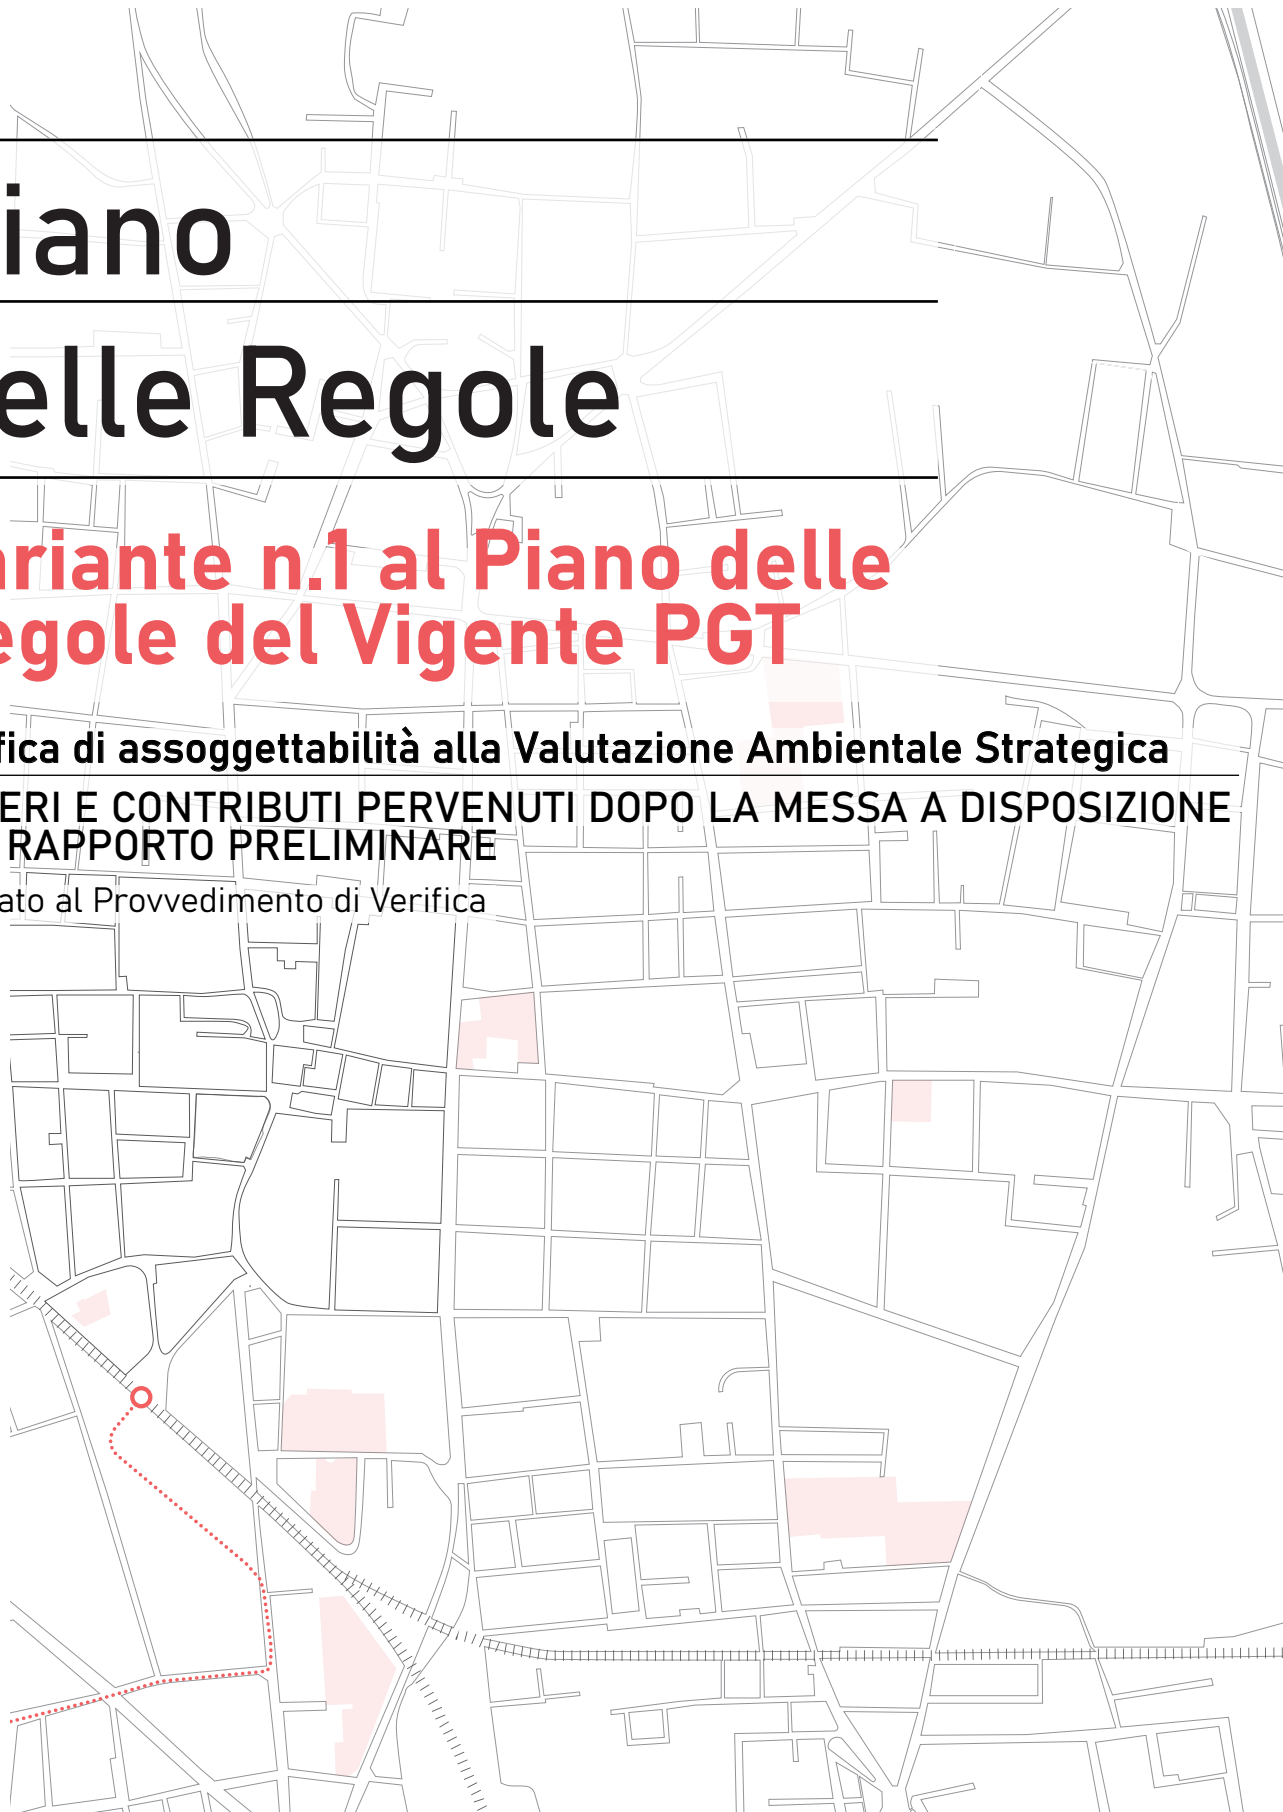 iano
elle Regole
ariante n.1 al Piano delle
egole del Vigente PGT
fica di assoggettabilità alla Valutazione Ambientale Strategica
ERI E CONTRIBUTI PERVENUTI DOPO LA MESSA A DISPOSIZIONE
RAPPORTO PRELIMINARE
ato al Provvedimento di Verifica